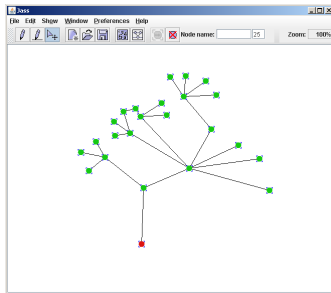 Jass
File Edit Show Window Preferences Help
Node name: 25 Zoom: 100%